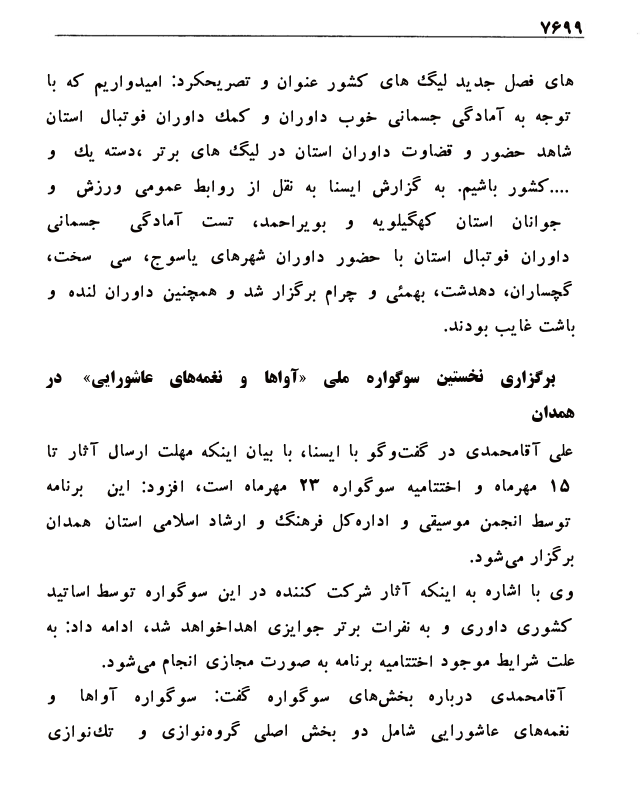 ۷۶۹۹
های فصل جدید لیگ های کشور عنوان و تصریحکرد: امیدواریم که با
توجه به آمادگی جسمانی خوب داوران و کمک داوران فوتبال استان
شاهد حضور و قضاوت داوران استان در لیگ های برتر ،دسته یک و
....کشور باشیم. به گزارش ایسنا به نقل از روابط عمومی ورزش و
جوانان استان کهگیلویه و بویراحمد، تست آمادگی جسمانی
داوران فوتبال استان با حضور داوران شهرهای یاسوج، سی سخت،
گچساران، دهدشت، بهمئی و چرام برگزار شد و همچنین داوران لنده و
باشت غایب بودند.
برگزاری نخستین سوگواره ملی «آواها و نغمه‌های عاشورایی» در
همدان
علی آقامحمدی در گفت‌وگو با ایسنا، با بیان اینکه مهلت ارسال آثار تا
۱۵ مهرماه و اختتامیه سوگواره ۲۳ مهرماه است، افزود: این برنامه
توسط انجمن موسیقی و اداره‌کل فرهنگ و ارشاد اسلامی استان همدان
برگزار می‌شود.
وی با اشاره به اینکه آثار شرکت کننده در این سوگواره توسط اساتید
کشوری داوری و به نفرات برتر جوایزی اهداخواهد شد، ادامه داد: به
علت شرایط موجود اختتامیه برنامه به صورت مجازی انجام می‌شود.
آقامحمدی درباره بخش‌های سوگواره گفت: سوگواره آواها و
نغمه‌های عاشورایی شامل دو بخش اصلی گروه‌نوازی و تک‌نوازی